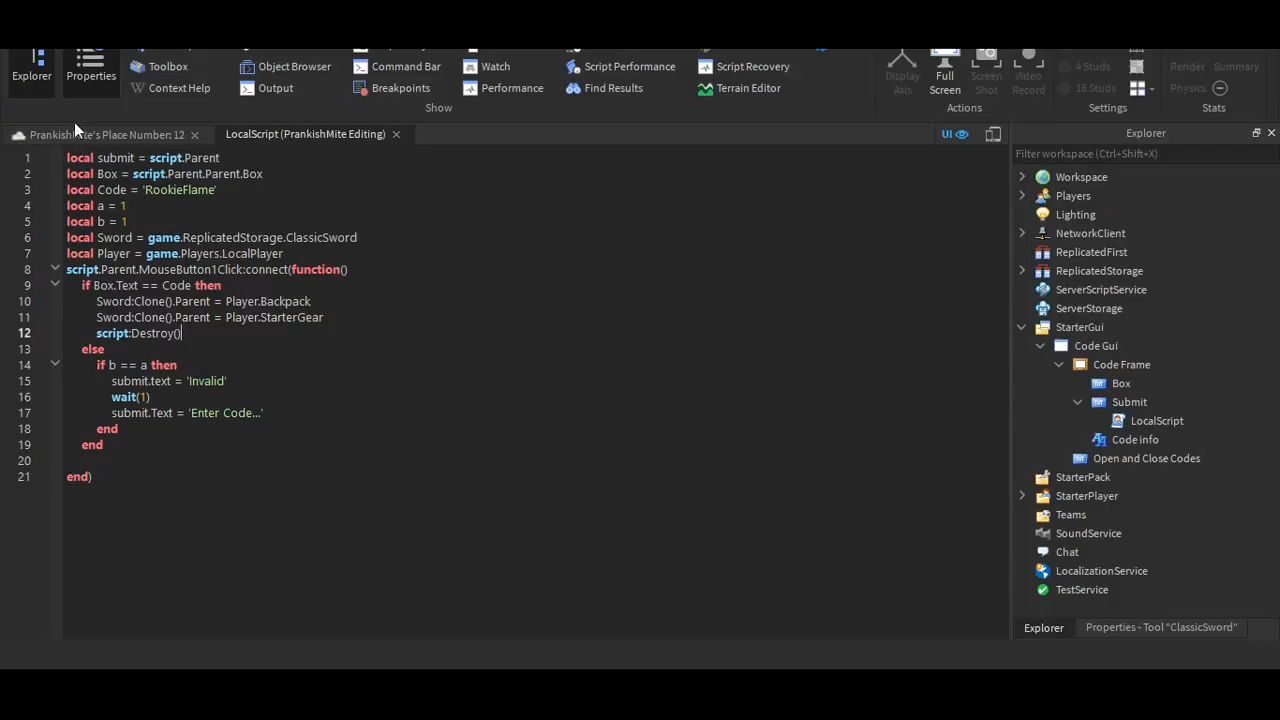 Explorer
Properties
Toolbox
Object Browser
Command Bar
Watch
Script Performance
Script Recovery
Context Help
Output
Breakpoints
Performance
Find Results
Terrain Editor
Show
Display Axis
Full Screen
Screen Shot
Video Record
Actions
4 Studs
16 Studs
Settings
Render
Summary
Physics
Stats
PrankishMite's Place Number: 12
LocalScript (PrankishMite Editing)
UI
1 local submit = script.Parent
2 local Box = script.Parent.Parent.Box
3 local Code = 'RookieFlame'
4 local a = 1
5 local b = 1
6 local Sword = game.ReplicatedStorage.ClassicSword
7 local Player = game.Players.LocalPlayer
8 script.Parent.MouseButton1Click:connect(function()
9 if Box.Text == Code then
10 Sword:Clone().Parent = Player.Backpack
11 Sword:Clone().Parent = Player.StarterGear
12 script:Destroy()
13 else
14 if b == a then
15 submit.text = 'Invalid'
16 wait(1)
17 submit.Text = 'Enter Code...'
18 end
19 end
20
21 end)
Explorer
Filter workspace (Ctrl+Shift+X)
Workspace
Players
Lighting
NetworkClient
ReplicatedFirst
ReplicatedStorage
ServerScriptService
ServerStorage
StarterGui
Code Gui
Code Frame
Box
Submit
LocalScript
Code info
Open and Close Codes
StarterPack
StarterPlayer
Teams
SoundService
Chat
LocalizationService
TestService
Explorer
Properties - Tool "ClassicSword"